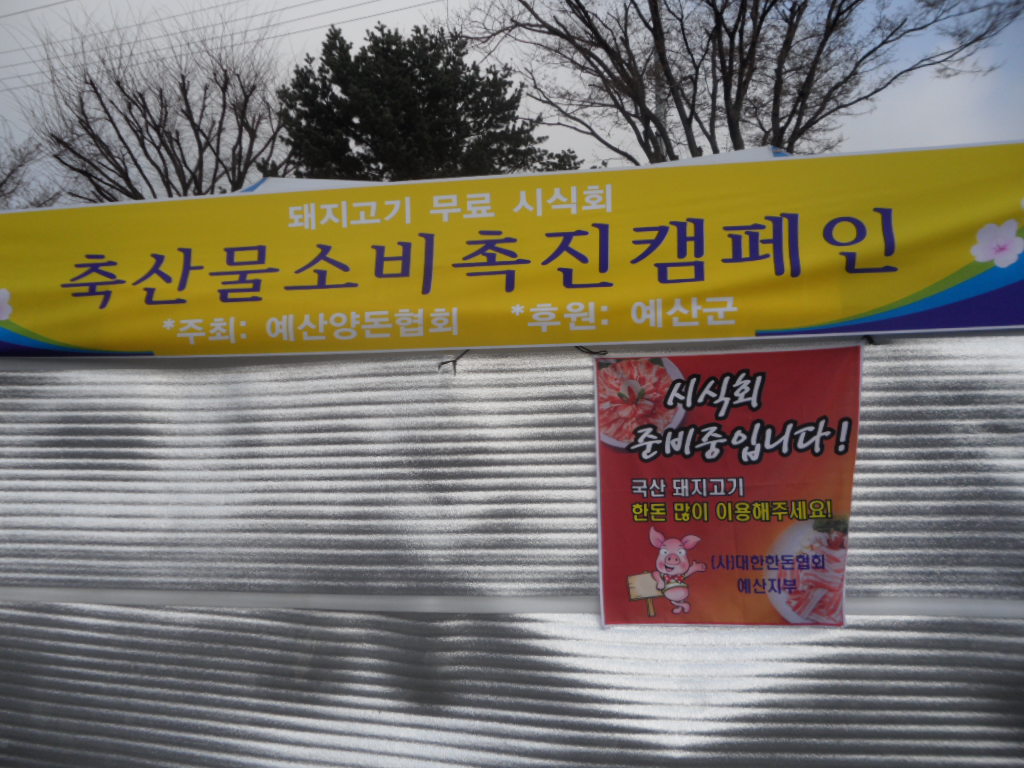 돼지고기 무료 시식회
축산물소비촉진캠페인
*주최: 예산양돈협회 *후원: 예산군
시식회
준비중입니다!
국산 돼지고기
한돈 많이 이용해주세요!
(사)대한한돈협회
예산지부